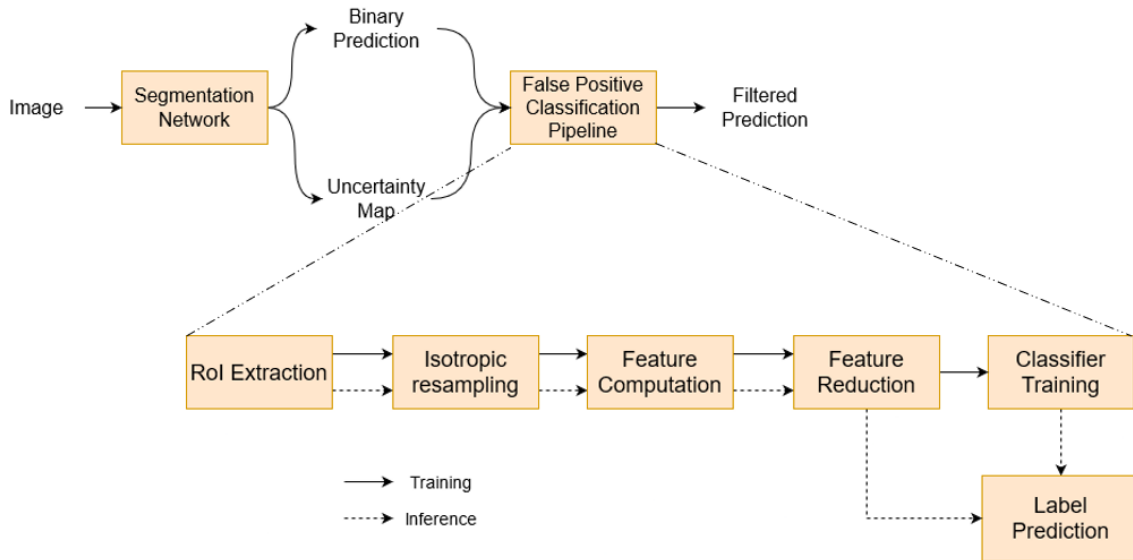 Binary
Prediction
Image
Segmentation
Network
False Positive
Classification
Pipeline
Filtered
Prediction
Uncertainty
Map
RoI Extraction
Isotropic
resampling
Feature
Computation
Feature
Reduction
Classifier
Training
Training
Inference
Label
Prediction